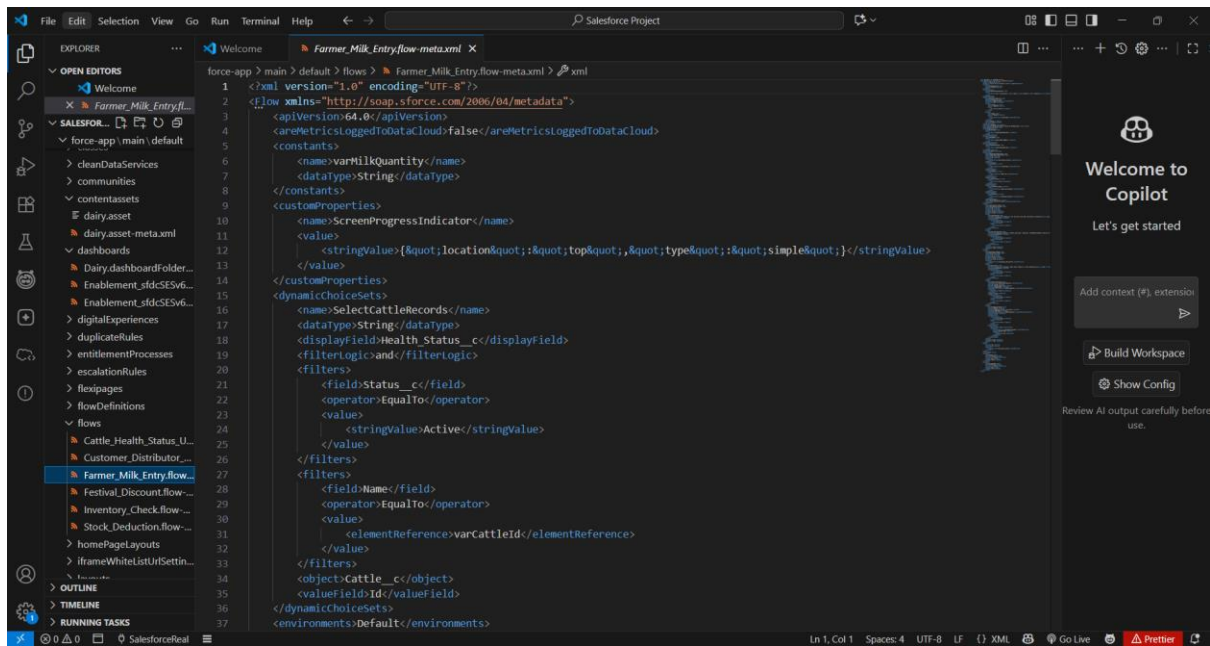 File Edit Selection View Go Run Terminal Help
Salesforce Project
EXPLORER
OPEN EDITORS
Welcome
Farmer_Milk_Entry.fl...
SALESFOR...
force-app\main\default
cleanDataServices
communities
contentassets
dairy.asset
dairy.asset-meta.xml
dashboards
Dairy.dashboardFolder...
Enablement_sfdcSESv6...
Enablement_sfdcSESv6...
digitalExperiences
duplicateRules
entitlementProcesses
escalationRules
flexipages
flowDefinitions
flows
Cattle_Health_Status_U...
Customer_Distributor_...
Farmer_Milk_Entry.flow...
Festival_Discount.flow-...
Inventory_Check.flow-...
Stock_Deduction.flow-...
homePageLayouts
iframeWhiteListUrlSettin...
OUTLINE
TIMELINE
RUNNING TASKS
Welcome Farmer_Milk_Entry.flow-meta.xml
force-app > main > default > flows > Farmer_Milk_Entry.flow-meta.xml > xml
1 <?xml version="1.0" encoding="UTF-8"?>
2 <Flow xmlns="http://soap.sforce.com/2006/04/metadata">
3 <apiVersion>64.0</apiVersion>
4 <areMetricsLoggedToDataCloud>false</areMetricsLoggedToDataCloud>
5 <constants>
6 <name>varMilkQuantity</name>
7 <dataType>String</dataType>
8 </constants>
9 <customProperties>
10 <name>ScreenProgressIndicator</name>
11 <value>
12 <stringValue>{&quot;location&quot;:&quot;top&quot;,&quot;type&quot;:&quot;simple&quot;}</stringValue>
13 </value>
14 </customProperties>
15 <dynamicChoiceSets>
16 <name>SelectCattleRecords</name>
17 <dataType>String</dataType>
18 <displayField>Health_Status__c</displayField>
19 <filterLogic>and</filterLogic>
20 <filters>
21 <field>Status__c</field>
22 <operator>EqualTo</operator>
23 <value>
24 <stringValue>Active</stringValue>
25 </value>
26 </filters>
27 <filters>
28 <field>Name</field>
29 <operator>EqualTo</operator>
30 <value>
31 <elementReference>varCattleId</elementReference>
32 </value>
33 </filters>
34 <object>Cattle__c</object>
35 <valueField>Id</valueField>
36 </dynamicChoiceSets>
37 <environments>Default</environments>
Welcome to
Copilot
Let's get started
Add context (#), extension
Build Workspace
Show Config
Review AI output carefully before
use.
0 0 SalesforceReal
Ln 1, Col 1 Spaces: 4 UTF-8 LF {} XML Go Live Prettier